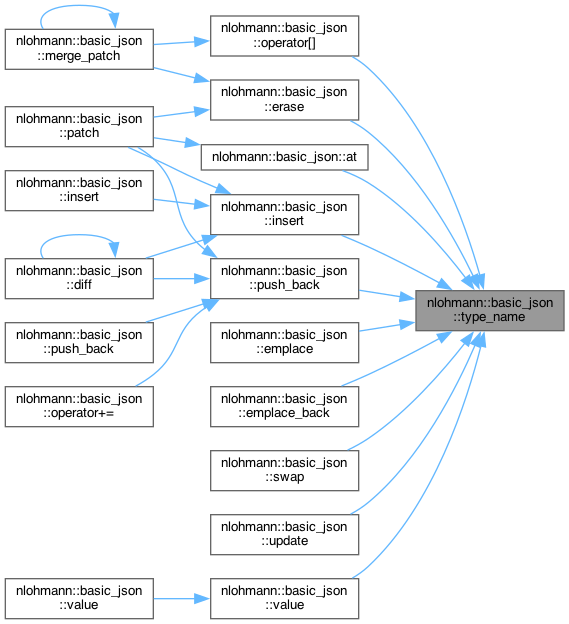 nlohmann::basic_json
::merge_patch
nlohmann::basic_json
::operator[]
nlohmann::basic_json
::erase
nlohmann::basic_json
::patch
nlohmann::basic_json::at
nlohmann::basic_json
::insert
nlohmann::basic_json
::insert
nlohmann::basic_json
::diff
nlohmann::basic_json
::push_back
nlohmann::basic_json
::type_name
nlohmann::basic_json
::push_back
nlohmann::basic_json
::emplace
nlohmann::basic_json
::operator+=
nlohmann::basic_json
::emplace_back
nlohmann::basic_json
::swap
nlohmann::basic_json
::update
nlohmann::basic_json
::value
nlohmann::basic_json
::value